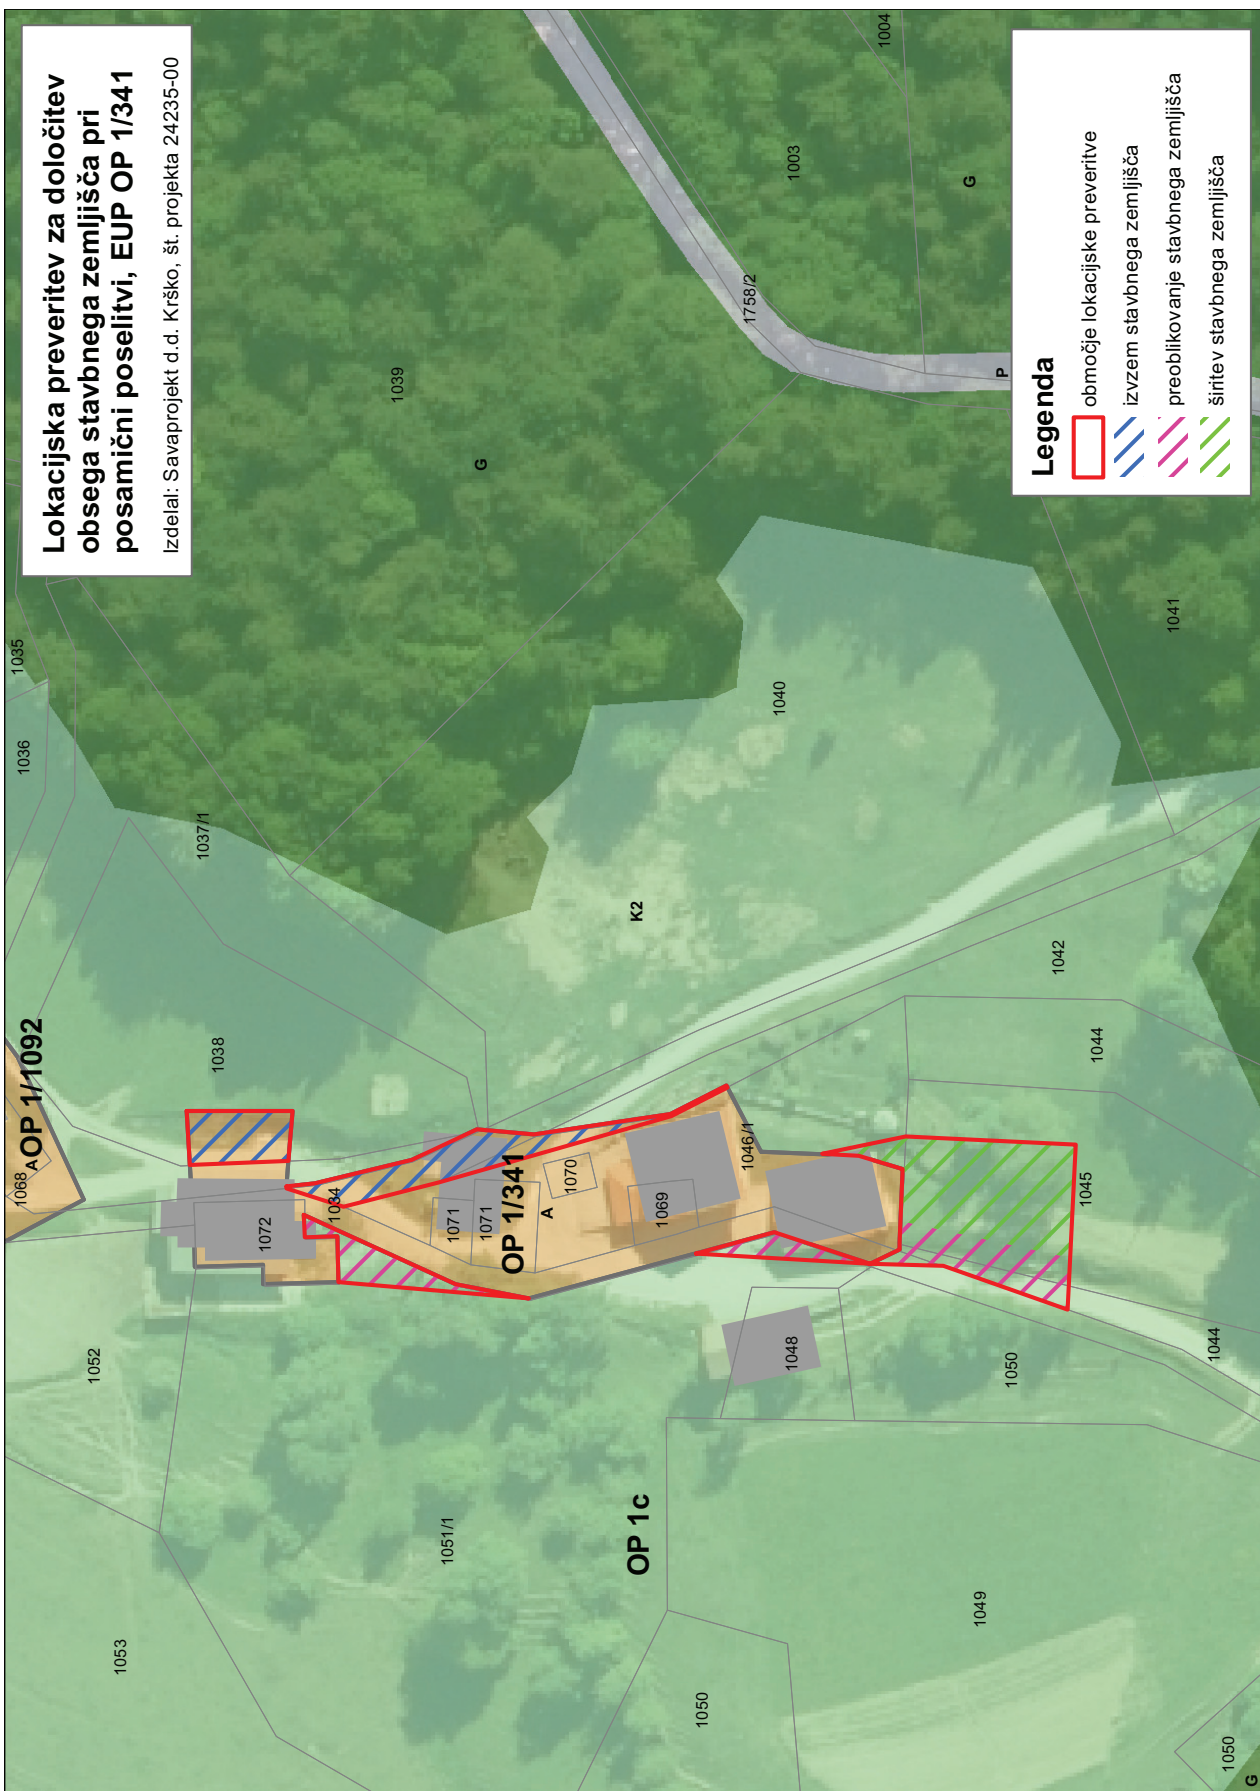 Lokacijska preveritev za določitev
obsega stavbnega zemljišča pri
posamični poselitvi, EUP OP 1/341
Izdelal: Savaprojekt d.d. Krško, št. projekta 24235-00
Legenda
območje lokacijske preveritve
izvzem stavbnega zemljišča
preoblikovanje stavbnega zemljišča
širitev stavbnega zemljišča
1004
1003
G
1758/2
P
1039
G
1041
1035
1036
1037/1
1040
K2
1042
1044
OP 1/1092
A
1068
1038
1034
1072
1071
1071
OP 1/341
A
1070
1069
1046/1
1045
1044
1052
1048
1050
1053
1051/1
OP 1c
1050
1049
1050
G